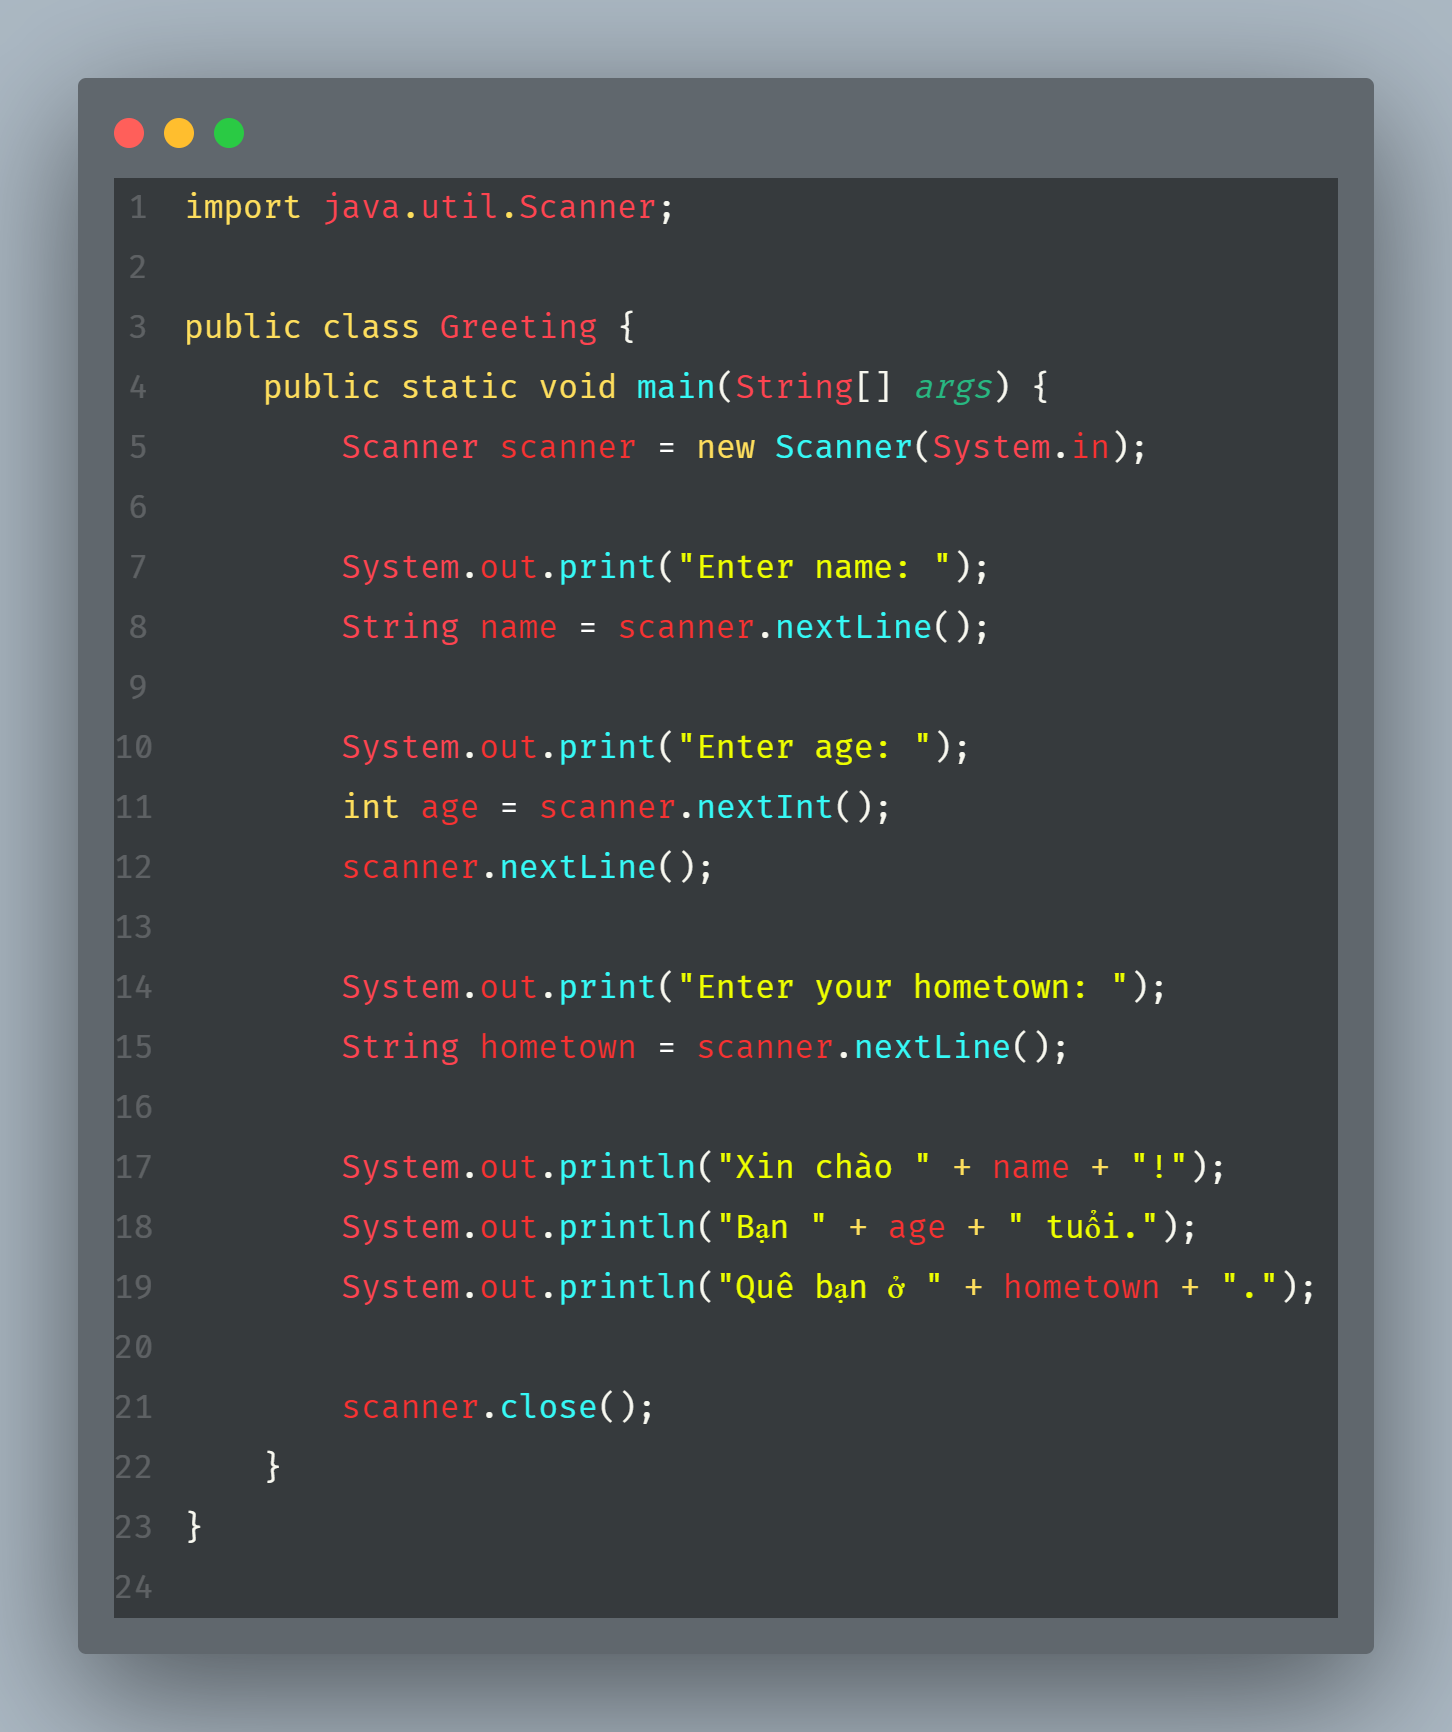 1 import java.util.Scanner;
2
3 public class Greeting {
4     public static void main(String[] args) {
5         Scanner scanner = new Scanner(System.in);
6
7         System.out.print("Enter name: ");
8         String name = scanner.nextLine();
9
10         System.out.print("Enter age: ");
11         int age = scanner.nextInt();
12         scanner.nextLine();
13
14         System.out.print("Enter your hometown: ");
15         String hometown = scanner.nextLine();
16
17         System.out.println("Xin chào " + name + "!");
18         System.out.println("Bạn " + age + " tuổi.");
19         System.out.println("Quê bạn ở " + hometown + ".");
20
21         scanner.close();
22     }
23 }
24